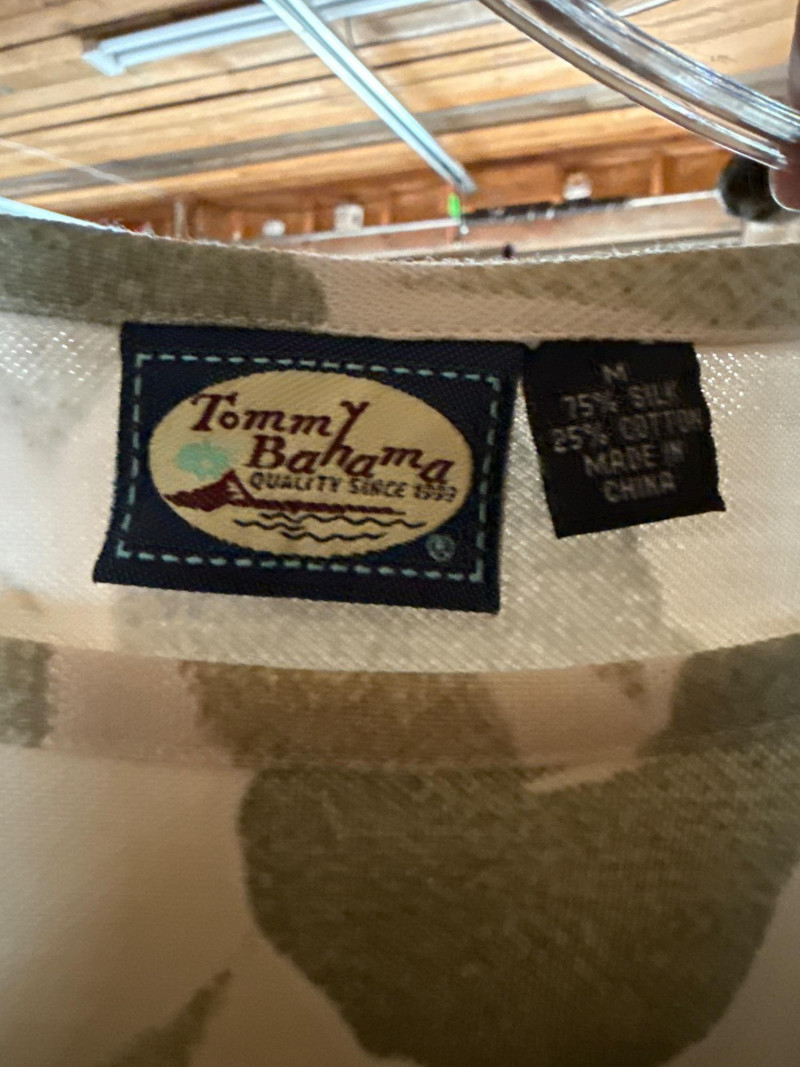 Tommy
Bahama
QUALITY SINCE 1993
®
M
75% SILK
25% COTTON
MADE IN
CHINA